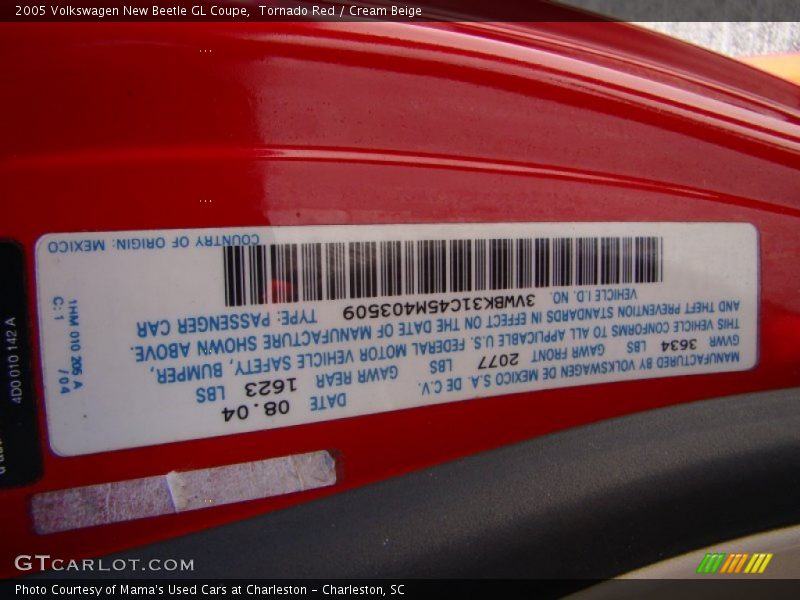 2005 Volkswagen New Beetle GL Coupe, Tornado Red / Cream Beige
MANUFACTURED BY VOLKSWAGEN DE MEXICO S.A. DE C.V. DATE 08.04
GVWR 3634 LBS GAWR FRONT 2077 LBS GAWR REAR 1623 LBS
THIS VEHICLE CONFORMS TO ALL APPLICABLE U.S. FEDERAL MOTOR VEHICLE SAFETY, BUMPER,
AND THEFT PREVENTION STANDARDS IN EFFECT ON THE DATE OF MANUFACTURE SHOWN ABOVE.
VEHICLE I.D. NO. 3VWBK31C45M403509 TYPE: PASSENGER CAR
COUNTRY OF ORIGIN: MEXICO
1HM 010 206 A
C: 1 / 04
4D0 010 142 A
GTCARLOT.COM
Photo Courtesy of Mama's Used Cars at Charleston - Charleston, SC